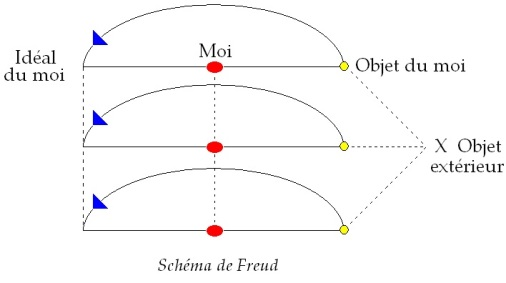 Idéal
du moi
Moi
Objet du moi
X Objet
extérieur
Schéma de Freud